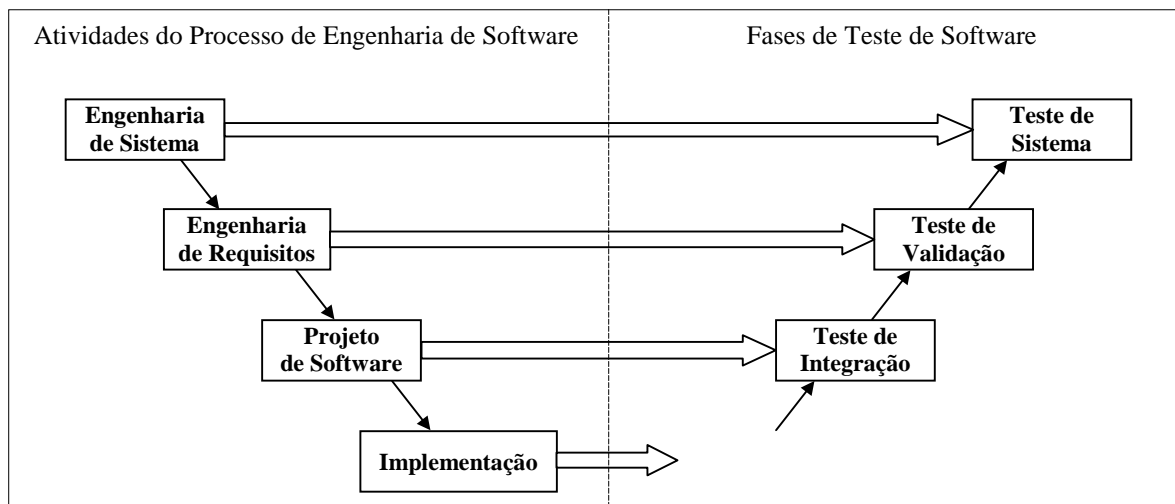 Atividades do Processo de Engenharia de Software
Fases de Teste de Software
Engenharia
de Sistema
Teste de
Sistema
Engenharia
de Requisitos
Teste de
Validação
Projeto
de Software
Teste de
Integração
Implementação